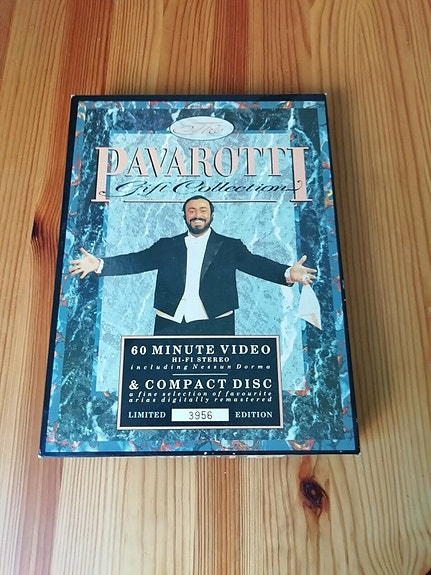 The
PAVAROTTI
Gift Collection
60 MINUTE VIDEO
HI-FI STEREO
including Nessun Dorma
& COMPACT DISC
a fine selection of favourite
arias digitally remastered
LIMITED 3956 EDITION